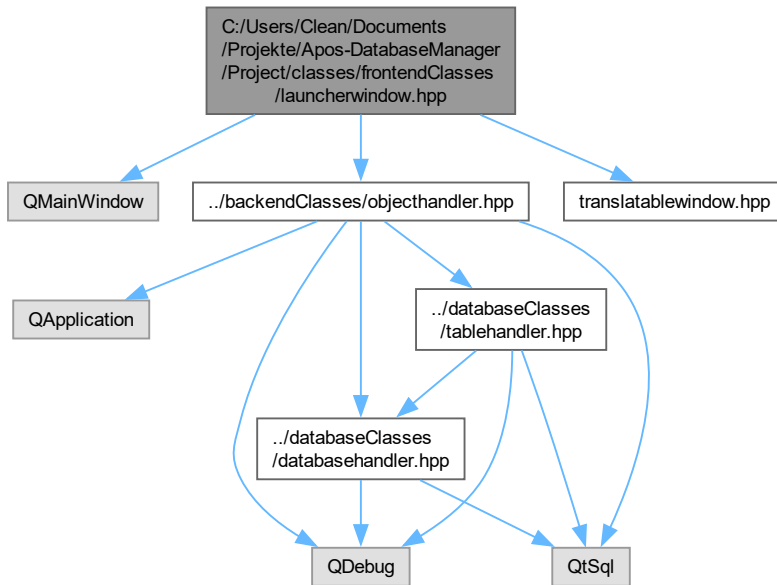 C:/Users/Clean/Documents
/Projekte/Apos-DatabaseManager
/Project/classes/frontendClasses
/launcherwindow.hpp
QMainWindow
../backendClasses/objecthandler.hpp
translatablewindow.hpp
QApplication
../databaseClasses
/tablehandler.hpp
../databaseClasses
/databasehandler.hpp
QDebug
QtSql